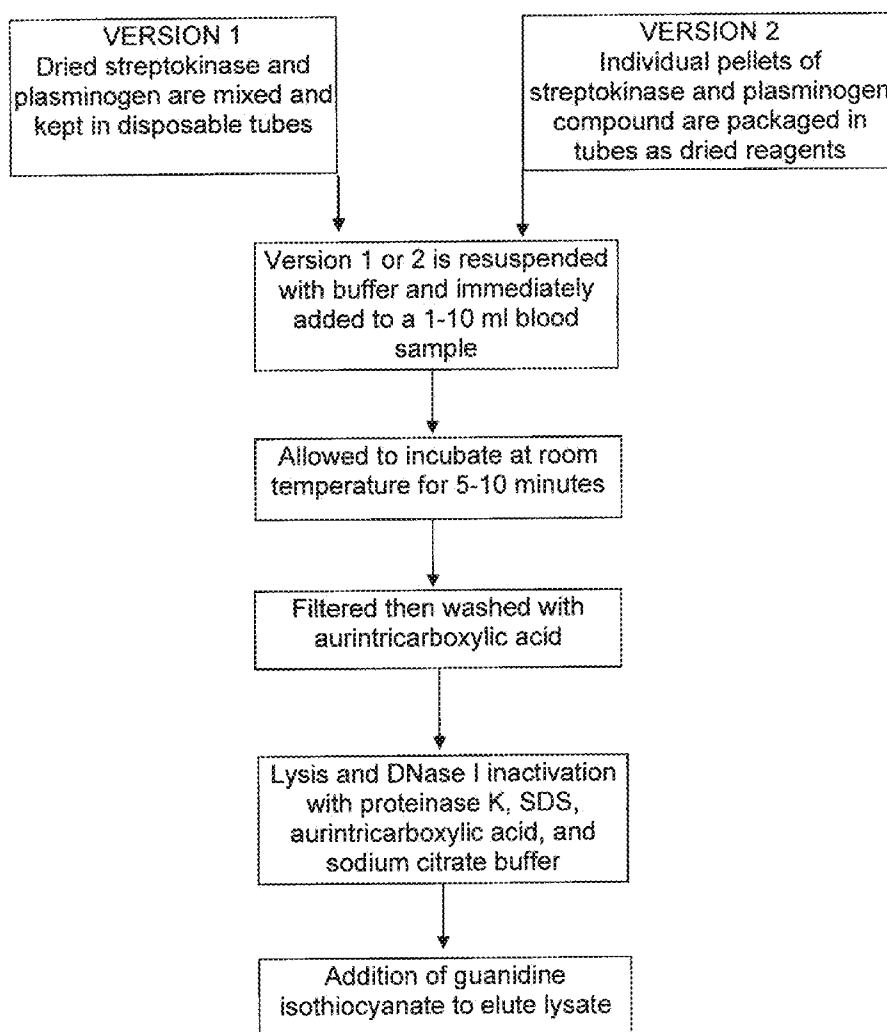 VERSION 1
Dried streptokinase and
plasminogen are mixed and
kept in disposable tubes
VERSION 2
Individual pellets of
streptokinase and plasminogen
compound are packaged in
tubes as dried reagents
Version 1 or 2 is resuspended
with buffer and immediately
added to a 1-10 ml blood
sample
Allowed to incubate at room
temperature for 5-10 minutes
Filtered then washed with
aurintricarboxylic acid
Lysis and DNase I inactivation
with proteinase K, SDS,
aurintricarboxylic acid, and
sodium citrate buffer
Addition of guanidine
isothiocyanate to elute lysate